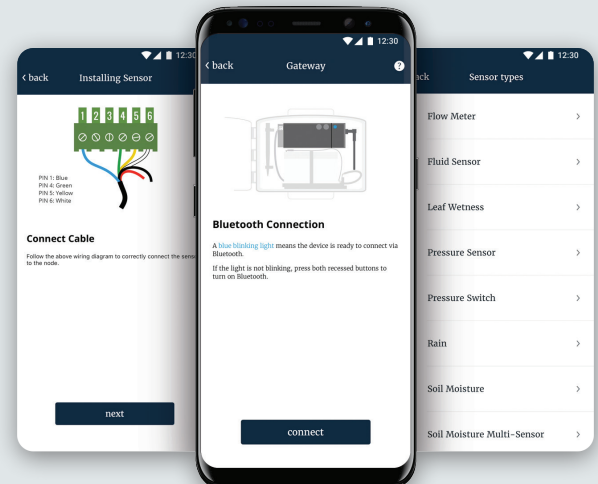 12:30
< back
Installing Sensor
1 2 3 4 5 6
PIN 1: Blue
PIN 4: Green
PIN 5: Yellow
PIN 6: White
Connect Cable
Follow the above wiring diagram to correctly connect the
to the node.
next
12:30
< back
Gateway
?
Bluetooth Connection
A blue blinking light means the device is ready to connect via
Bluetooth.
If the light is not blinking, press both recessed buttons to
turn on Bluetooth.
connect
12:30
ack
Sensor types
Flow Meter
Fluid Sensor
Leaf Wetness
Pressure Sensor
Pressure Switch
Rain
Soil Moisture
Soil Moisture Multi-Sensor